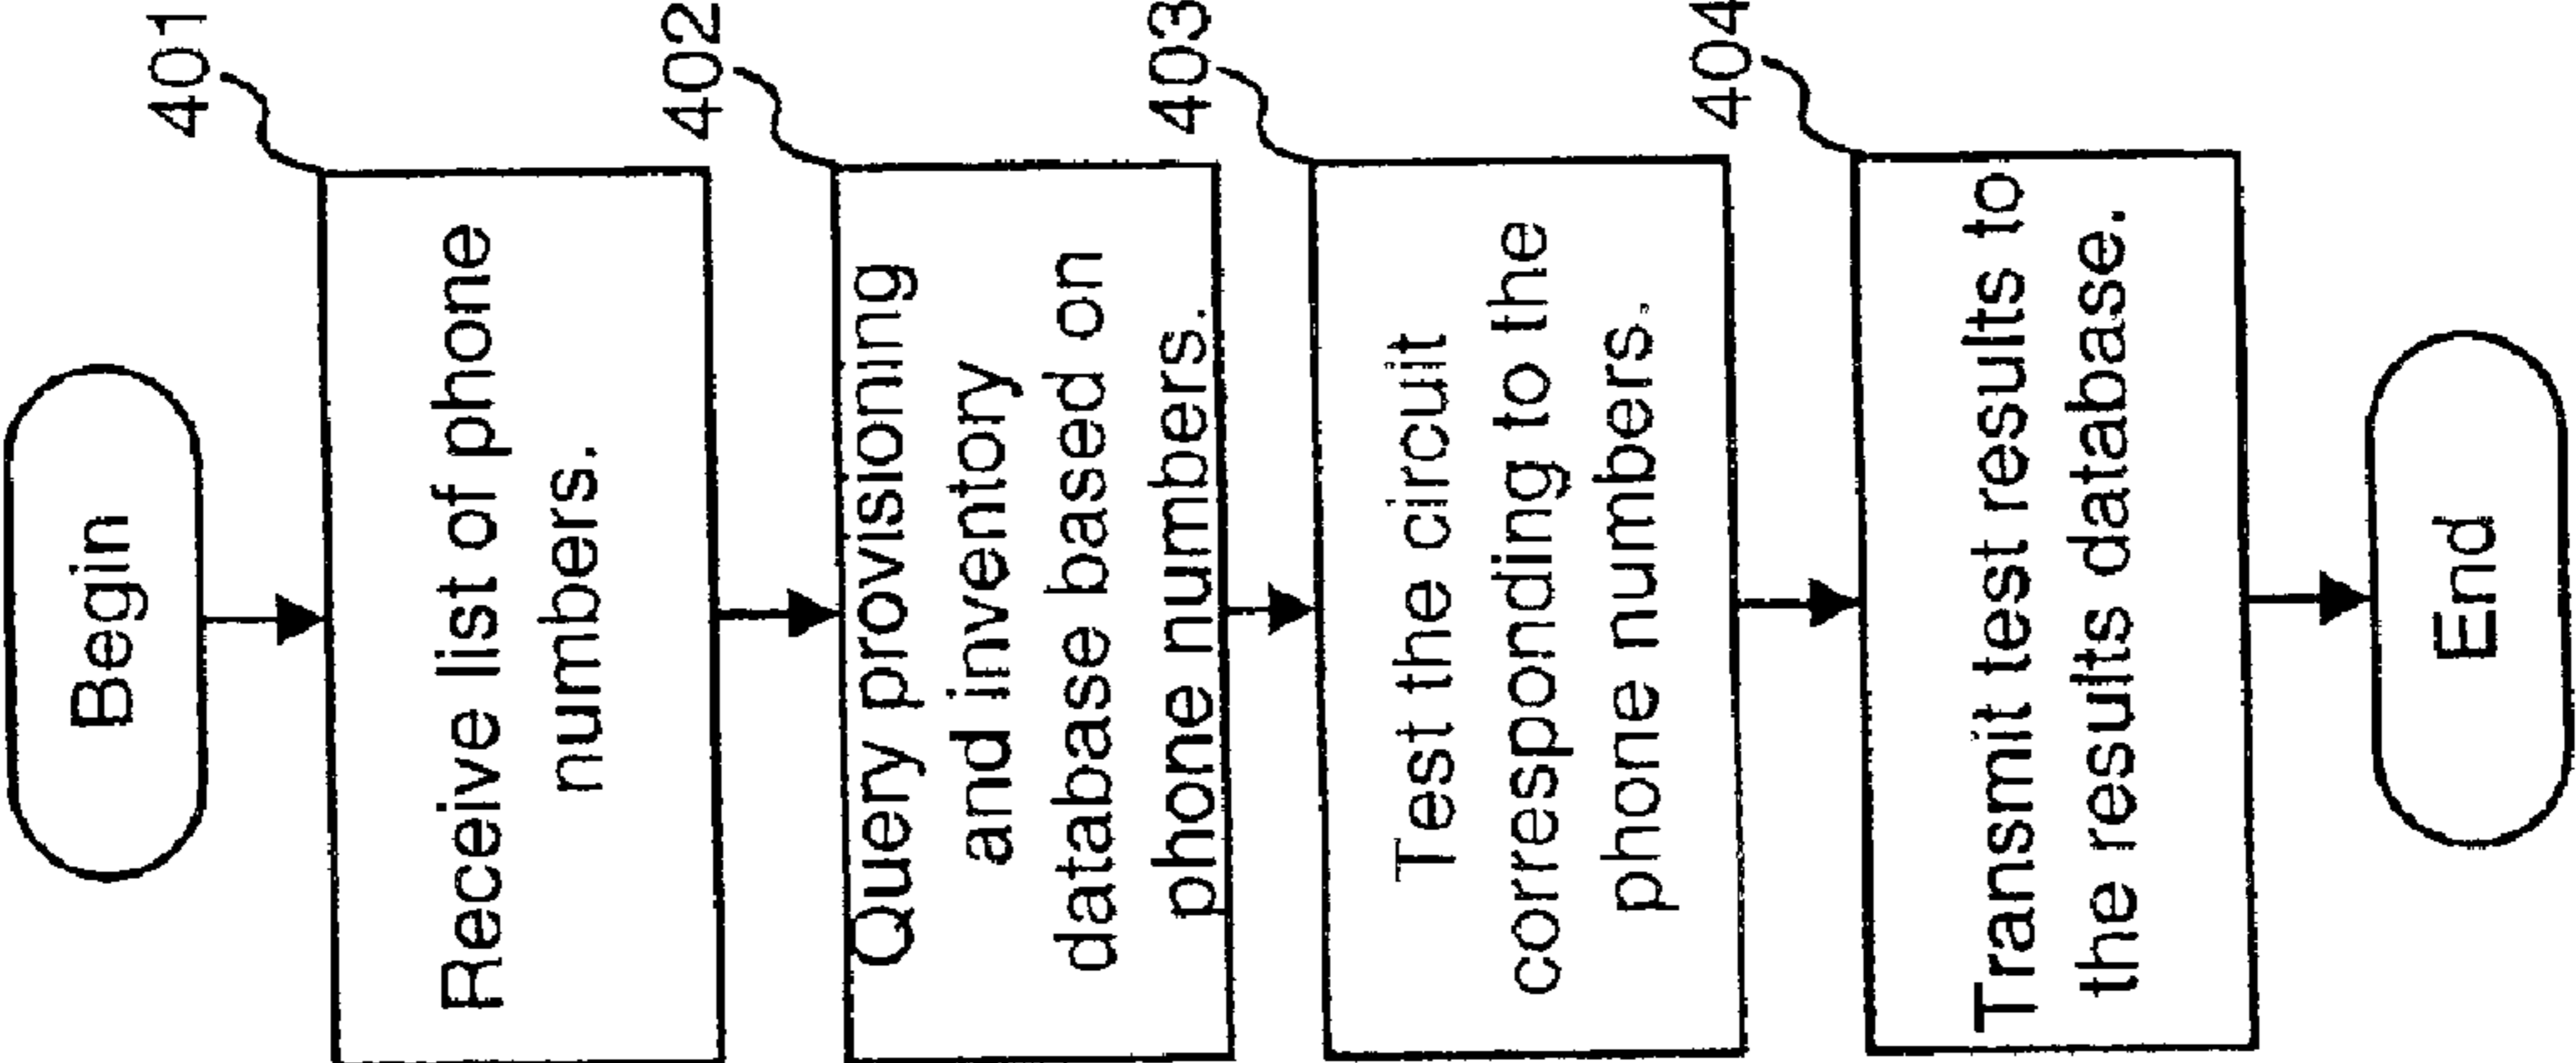 Begin
401
Receive list of phone
numbers.
402
Query provisioning
and inventory
database based on
phone numbers.
403
Test the circuit
corresponding to the
phone numbers.
404
Transmit test results to
the results database.
End